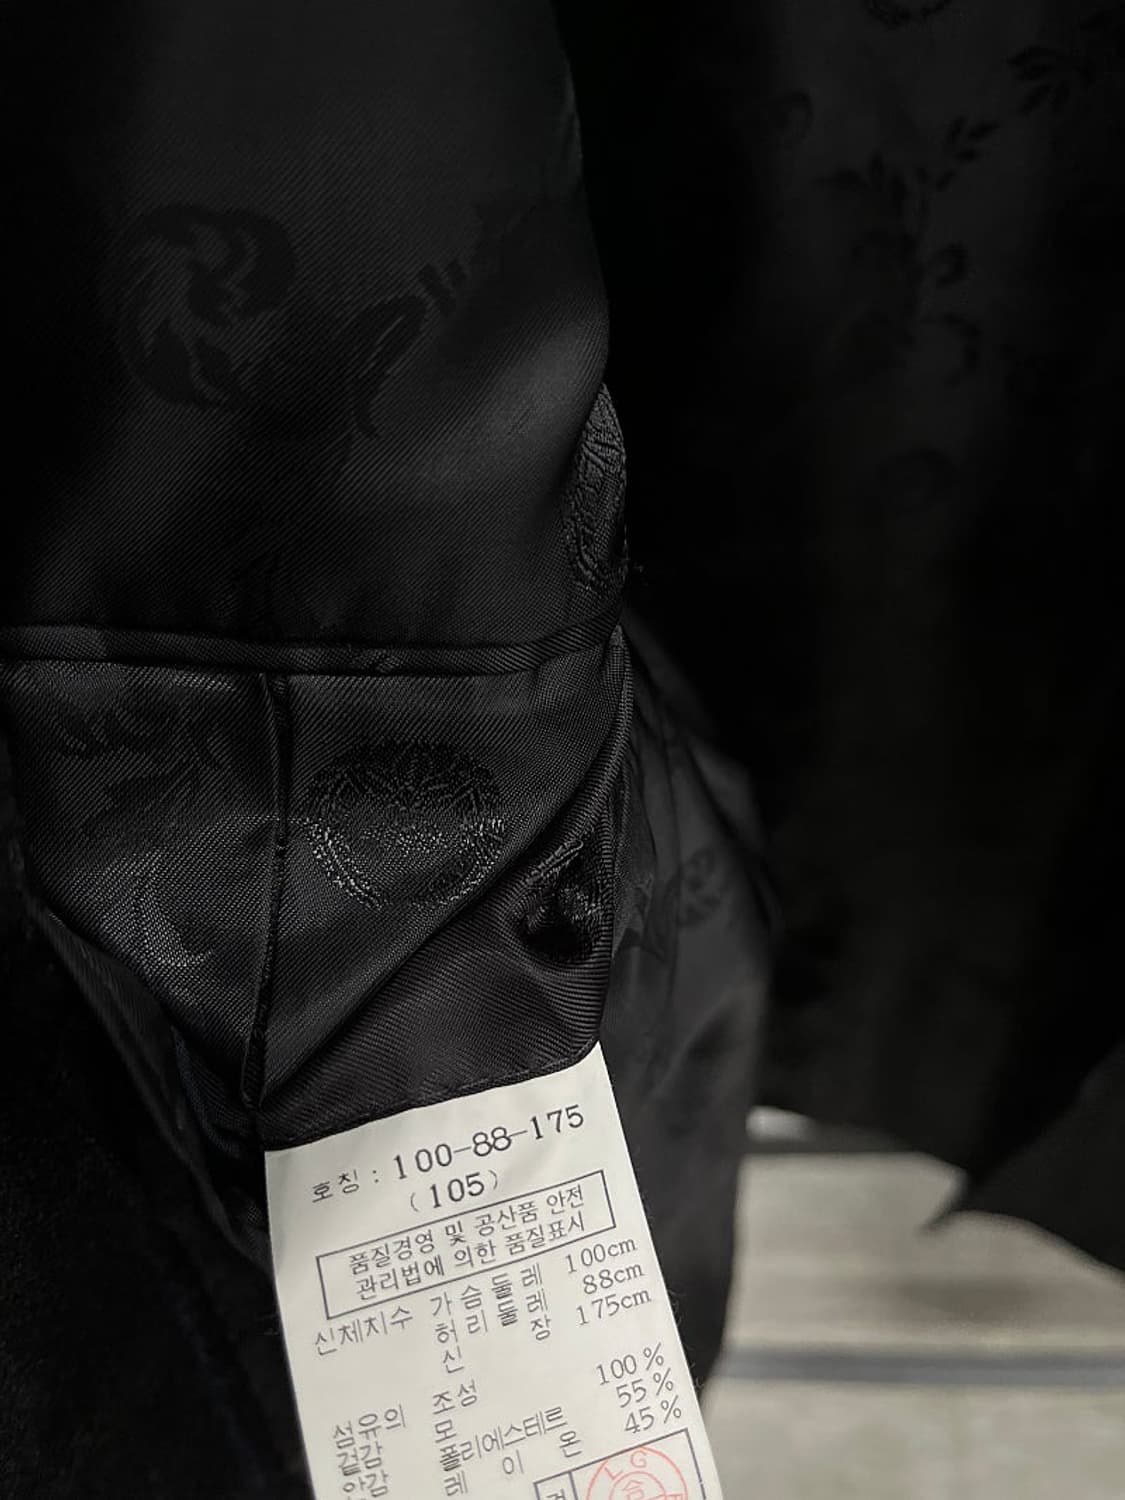 호칭 : 100-88-175
(105)
품질경영 및 공산품 안전
관리법에 의한 품질표시
신체치수 가슴둘레 100cm
허리둘레 88cm
신 장 175cm
섬유의 조성
겉감 모 100%
안감 폴리에스테르 55%
레 이 온 45%
검
LG
합